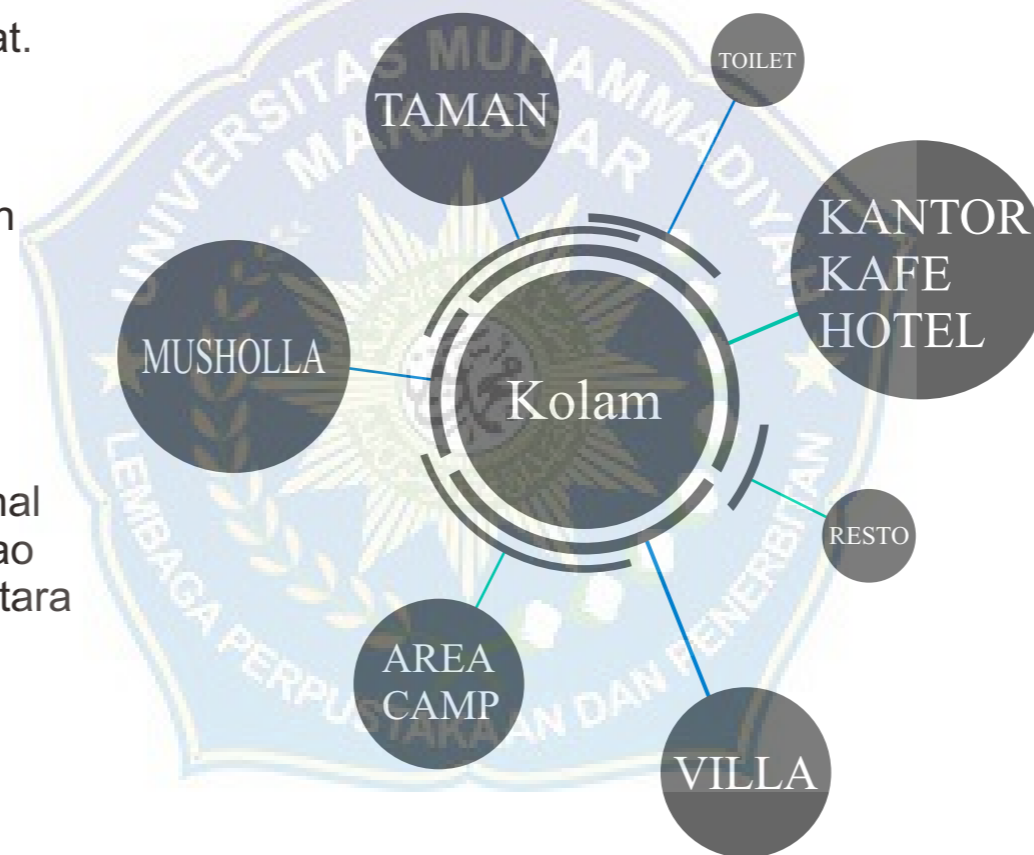 at.
n
nal
ao
tara
TAMAN
TOILET
KANTOR
KAFE
HOTEL
MUSHOLLA
Kolam
RESTO
AREA
CAMP
VILLA
UNIVERSITAS MUHAMMADIYAH
MAKASSAR
LEMBAGA PERPUSTAKAAN DAN PENERBITAN